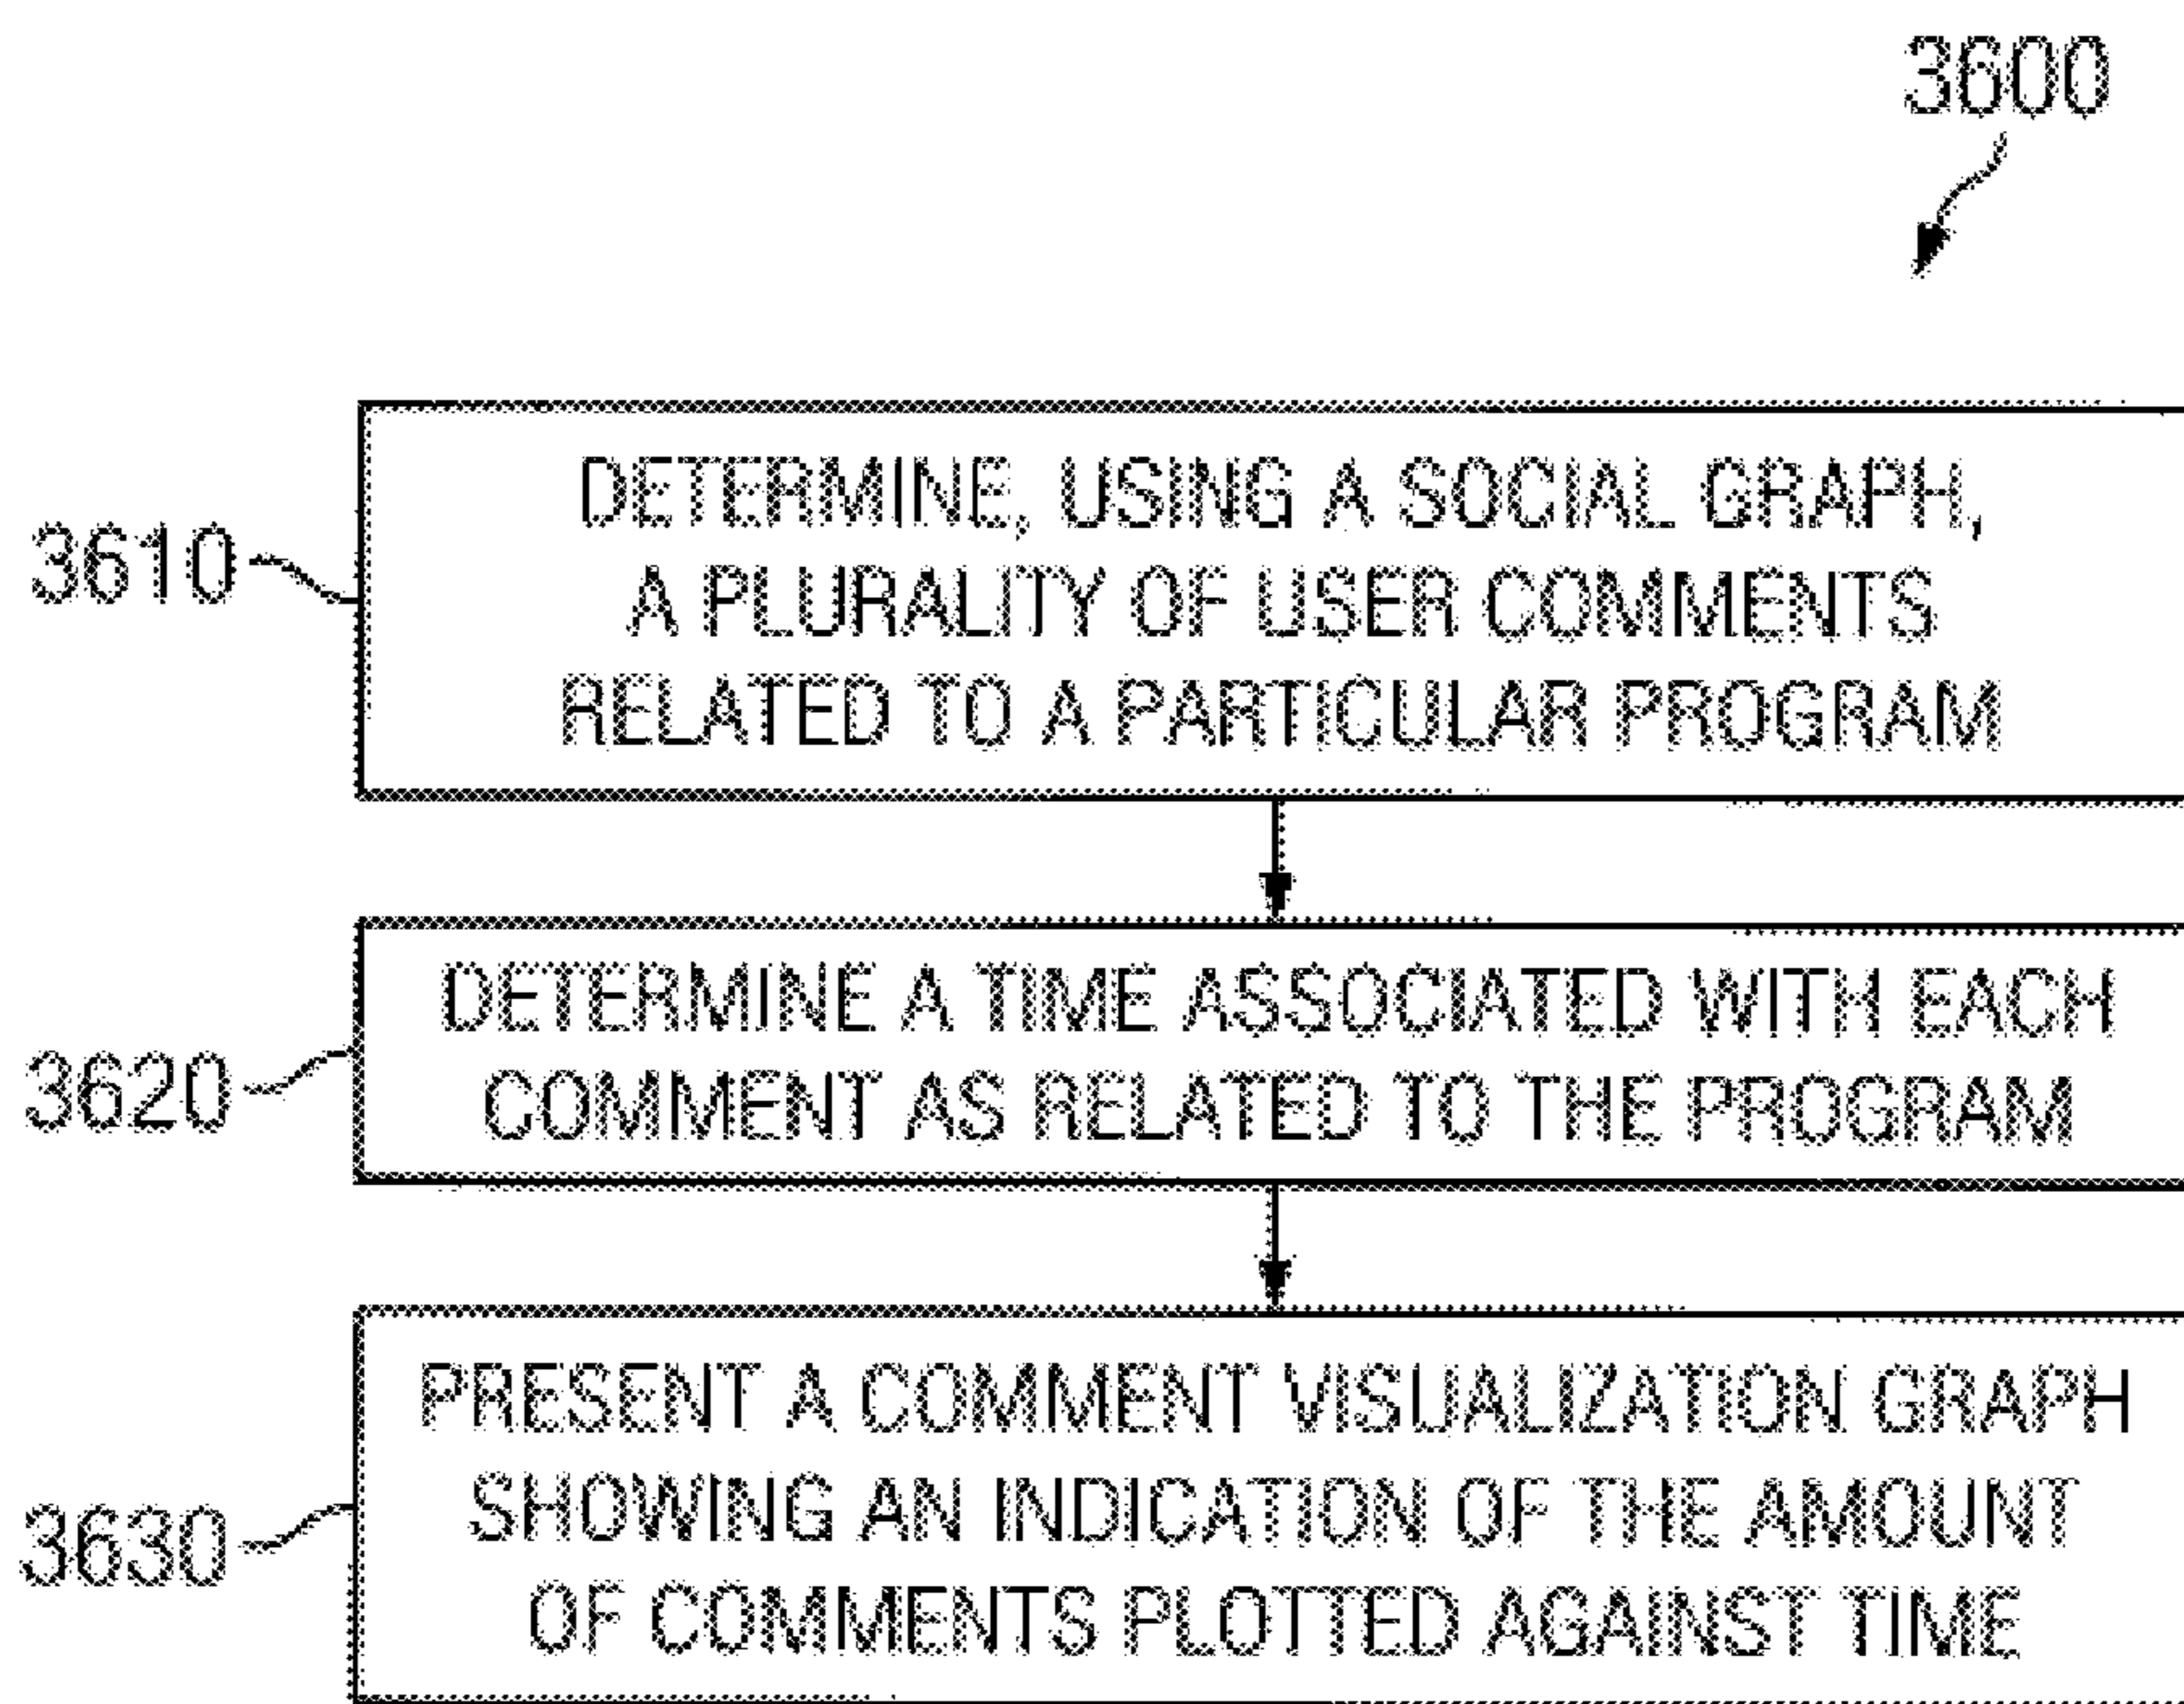 3600
3610
DETERMINE, USING A SOCIAL GRAPH,
A PLURALITY OF USER COMMENTS
RELATED TO A PARTICULAR PROGRAM
3620
DETERMINE A TIME ASSOCIATED WITH EACH
COMMENT AS RELATED TO THE PROGRAM
3630
PRESENT A COMMENT VISUALIZATION GRAPH
SHOWING AN INDICATION OF THE AMOUNT
OF COMMENTS PLOTTED AGAINST TIME